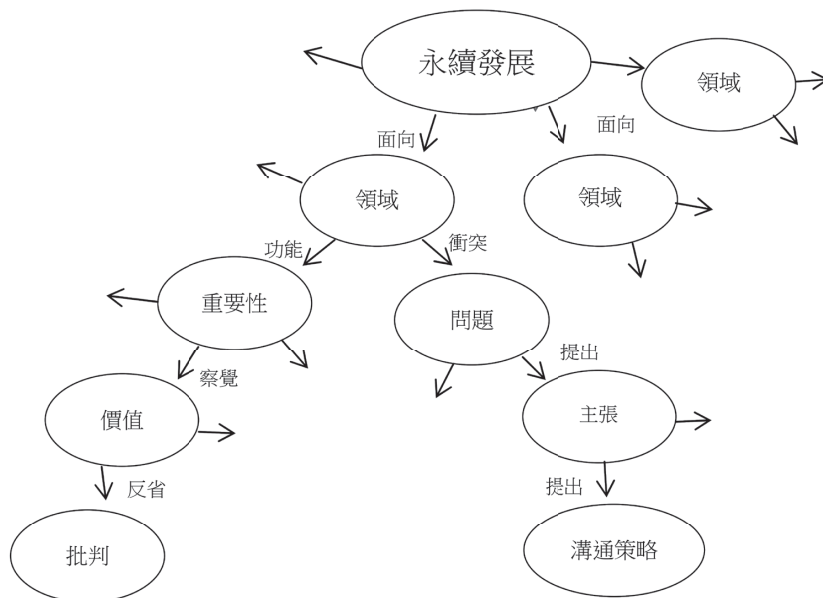 永續發展
領域
面向
面向
領域
領域
功能
衝突
重要性
問題
提出
察覺
價值
主張
反省
提出
批判
溝通策略